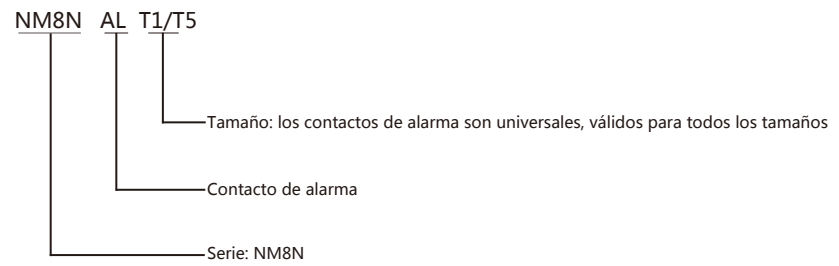 NM8N AL T1/T5
Tamaño: los contactos de alarma son universales, válidos para todos los tamaños
Contacto de alarma
Serie: NM8N